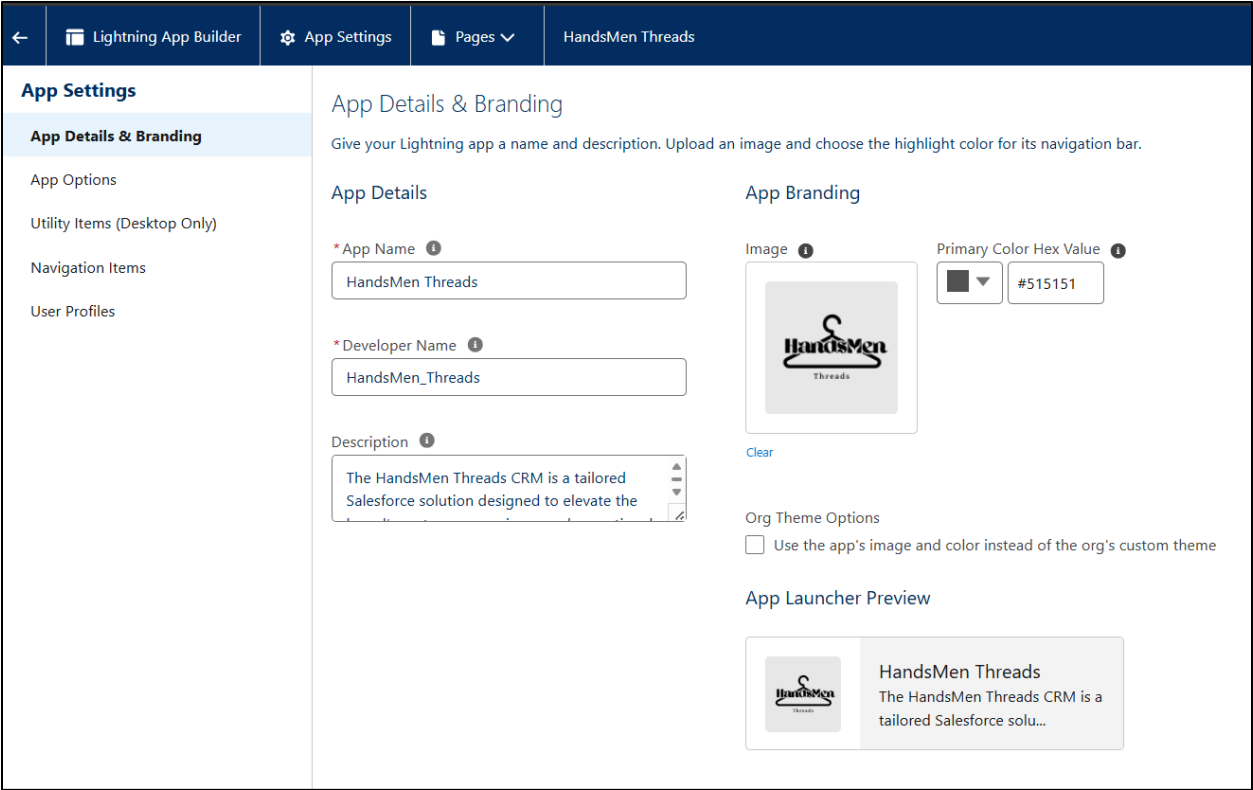 Lightning App Builder
App Settings
Pages
HandsMen Threads
App Settings
App Details & Branding
App Options
Utility Items (Desktop Only)
Navigation Items
User Profiles
App Details & Branding
Give your Lightning app a name and description. Upload an image and choose the highlight color for its navigation bar.
App Details
*App Name
HandsMen Threads
*Developer Name
HandsMen_Threads
Description
The HandsMen Threads CRM is a tailored
Salesforce solution designed to elevate the
App Branding
Image
HandsMen
Threads
Clear
Primary Color Hex Value
#515151
Org Theme Options
Use the app's image and color instead of the org's custom theme
App Launcher Preview
HandsMen
Threads
HandsMen Threads
The HandsMen Threads CRM is a
tailored Salesforce solu...